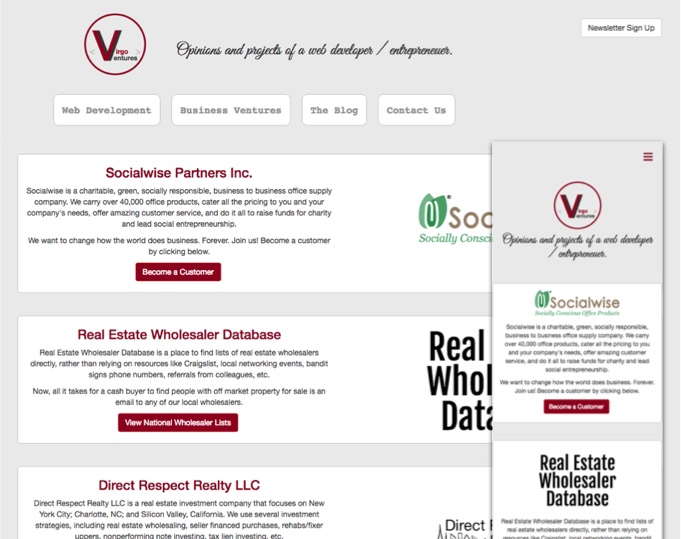 Virgo
Ventures
Opinions and projects of a web developer / entrepreneuer.
Newsletter Sign Up
Web Development
Business Ventures
The Blog
Contact Us
Socialwise Partners Inc.
Socialwise is a charitable, green, socially responsible, business to business office supply
company. We carry over 40,000 office products, cater all the pricing to you and your
company's needs, offer amazing customer service, and do it all to raise funds for charity
and lead social entrepreneurship.
We want to change how the world does business. Forever. Join us! Become a customer
by clicking below.
Become a Customer
Soc
Socially Consci
Real Estate Wholesaler Database
Real Estate Wholesaler Database is a place to find lists of real estate wholesalers
directly, rather than relying on resources like Craigslist, local networking events, bandit
signs phone numbers, referrals from colleagues, etc.
Now, all it takes for a cash buyer to find people with off market property for sale is an
email to any of our local wholesalers.
View National Wholesaler Lists
Real
Whol
Data
Direct Respect Realty LLC
Direct Respect Realty LLC is a real estate investment company that focuses on New
York City; Charlotte, NC; and Silicon Valley, California. We use several investment
strategies, including real estate wholesaling, seller financed purchases, rehabs/fixer
uppers, nonperforming note investing, tax lien investing, etc.
Direct
Virgo
Ventures
Opinions and projects of a web developer
/ entrepreneuer.
Socialwise
Socially Conscious Office Products
Socialwise is a charitable, green, socially responsible,
business to business office supply company. We carry
over 40,000 office products, cater all the pricing to you
and your company's needs, offer amazing customer
service, and do it all to raise funds for charity and lead
social entrepreneurship.
We want to change how the world does business. Forever.
Join us! Become a customer by clicking below.
Become a Customer
Real Estate
Wholesaler
Database
Real Estate Wholesaler Database is a place to find lists of
real estate wholesalers directly, rather than relying on
resources like Craigslist, local networking events, bandit